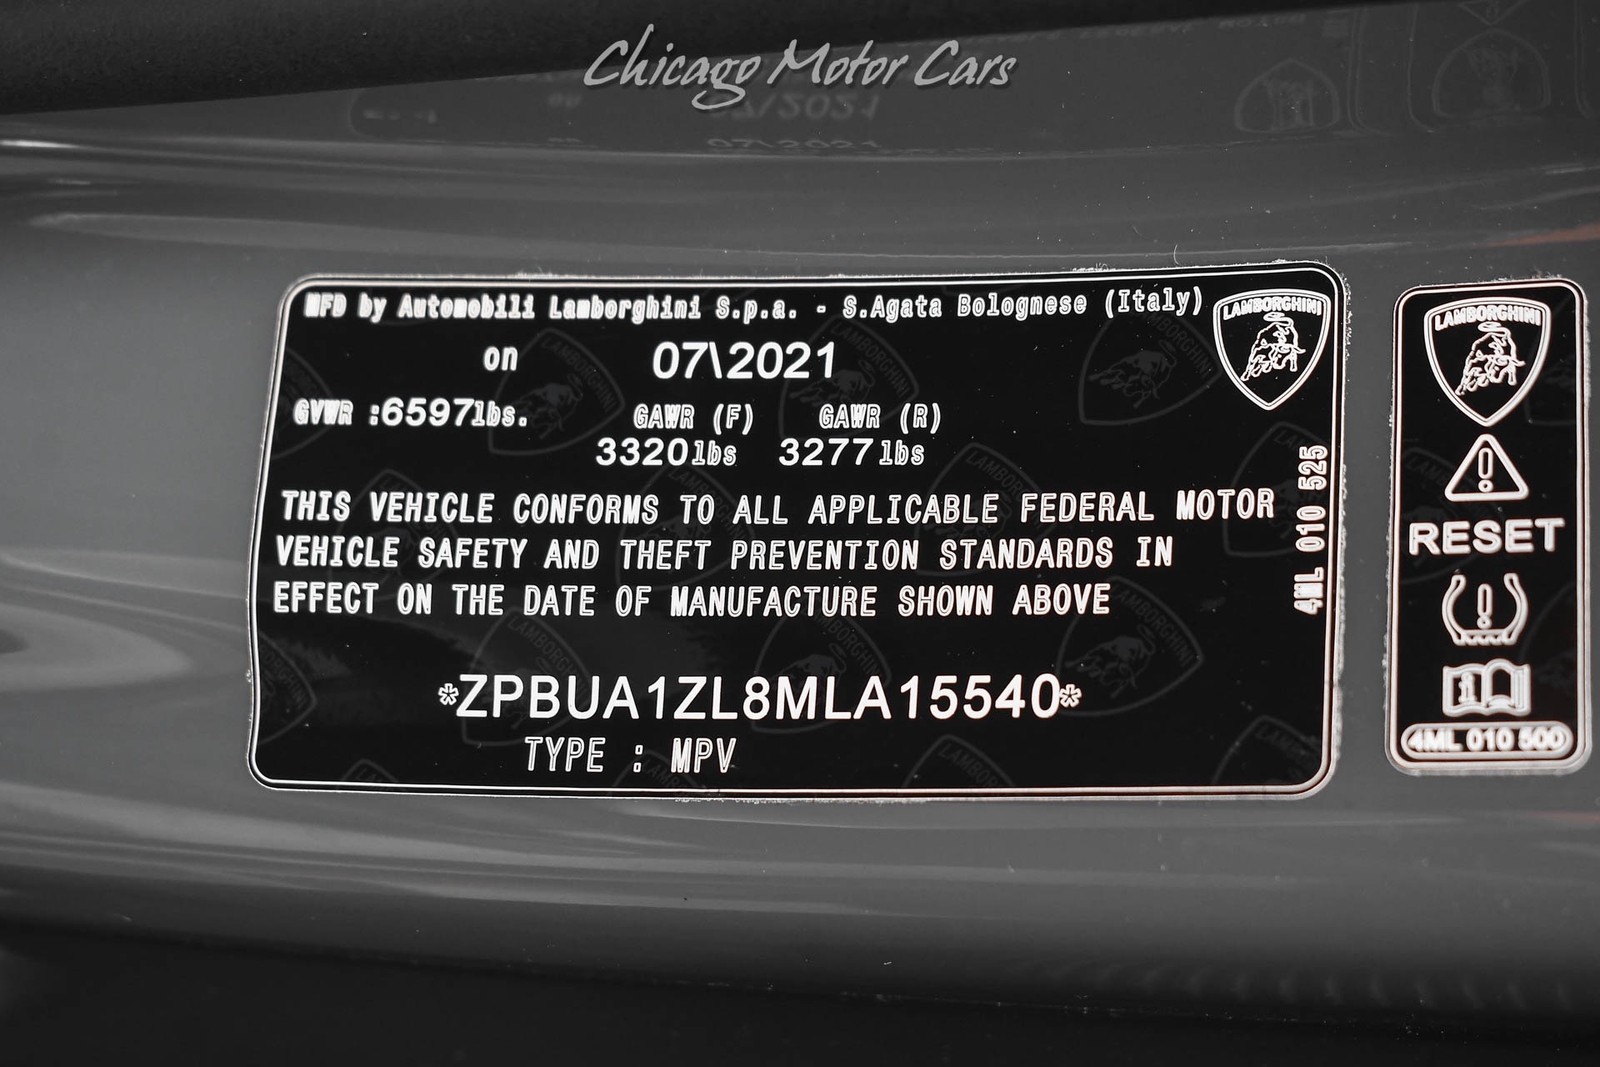 Chicago Motor Cars
MFD by Automobili Lamborghini S.p.a. - S.Agata Bolognese (Italy)
LAMBORGHINI
on 07\2021
GVWR :6597lbs. GAWR (F) GAWR (R)
3320lbs 3277lbs
THIS VEHICLE CONFORMS TO ALL APPLICABLE FEDERAL MOTOR
VEHICLE SAFETY AND THEFT PREVENTION STANDARDS IN
EFFECT ON THE DATE OF MANUFACTURE SHOWN ABOVE
*ZPBUA1ZL8MLA15540*
TYPE : MPV
4ML 010 525
LAMBORGHINI
RESET
4ML 010 500